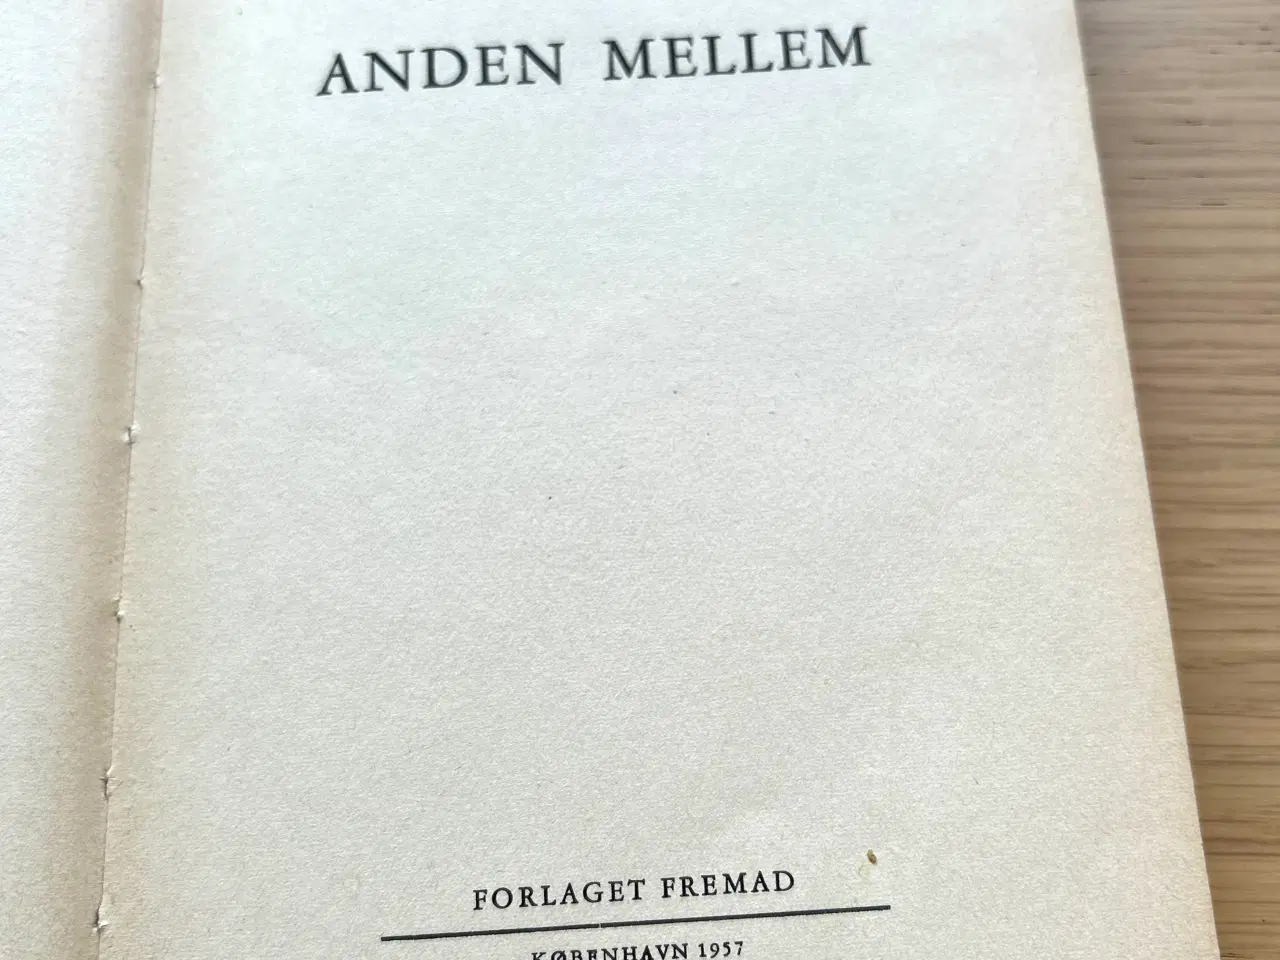 ANDEN MELLEM
FORLAGET FREMAD
KØBENHAVN 1957